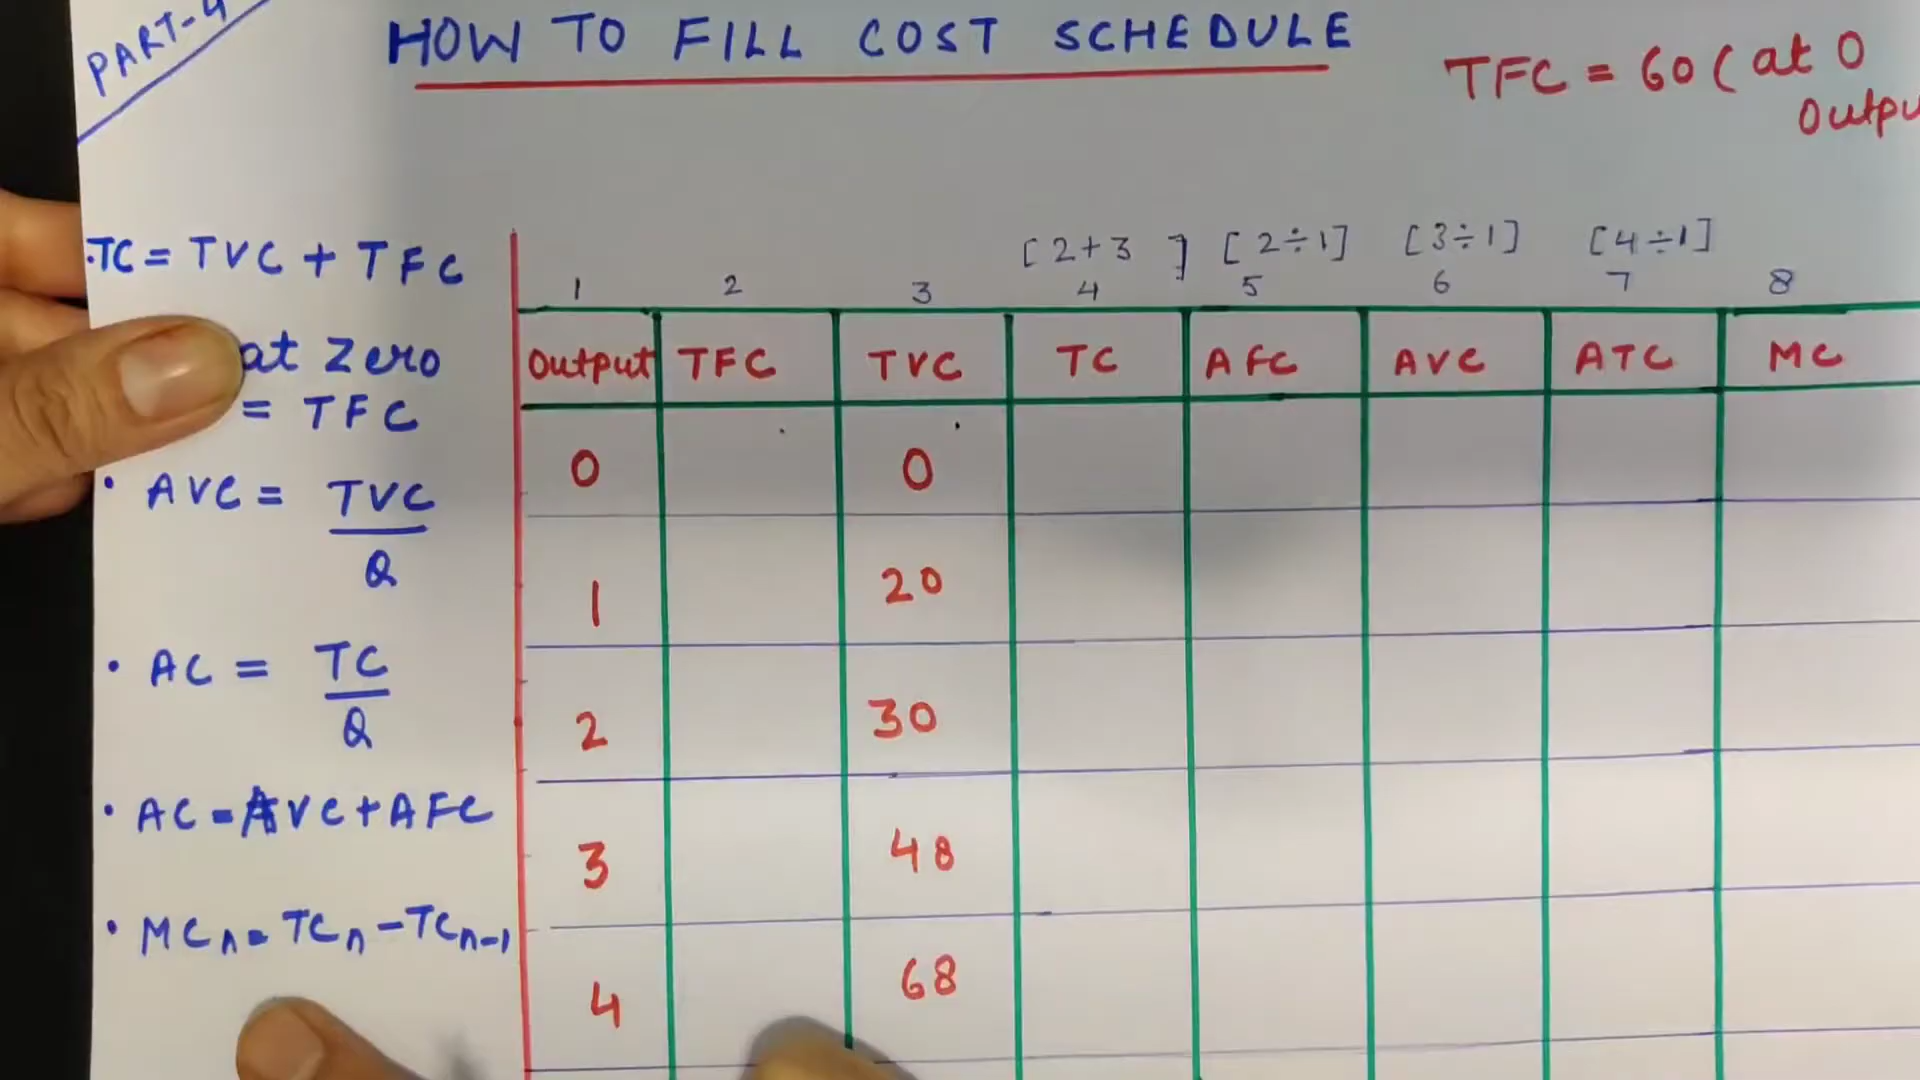 PART-4
HOW TO FILL COST SCHEDULE
TFC = 60 ( at 0
TC = TVC + TFC
at Zero
= TFC
• AVC = TVC
Q
• AC = TC
Q
• AC = AVC + AFC
• MCn = TCn - TCn-1
[2+3 ] [2÷1] [3÷1] [4÷1]
1 2 3 4 5 6 7 8
Output TFC TVC TC AFC AVC ATC MC
0 0
1 20
2 30
3 48
4 68